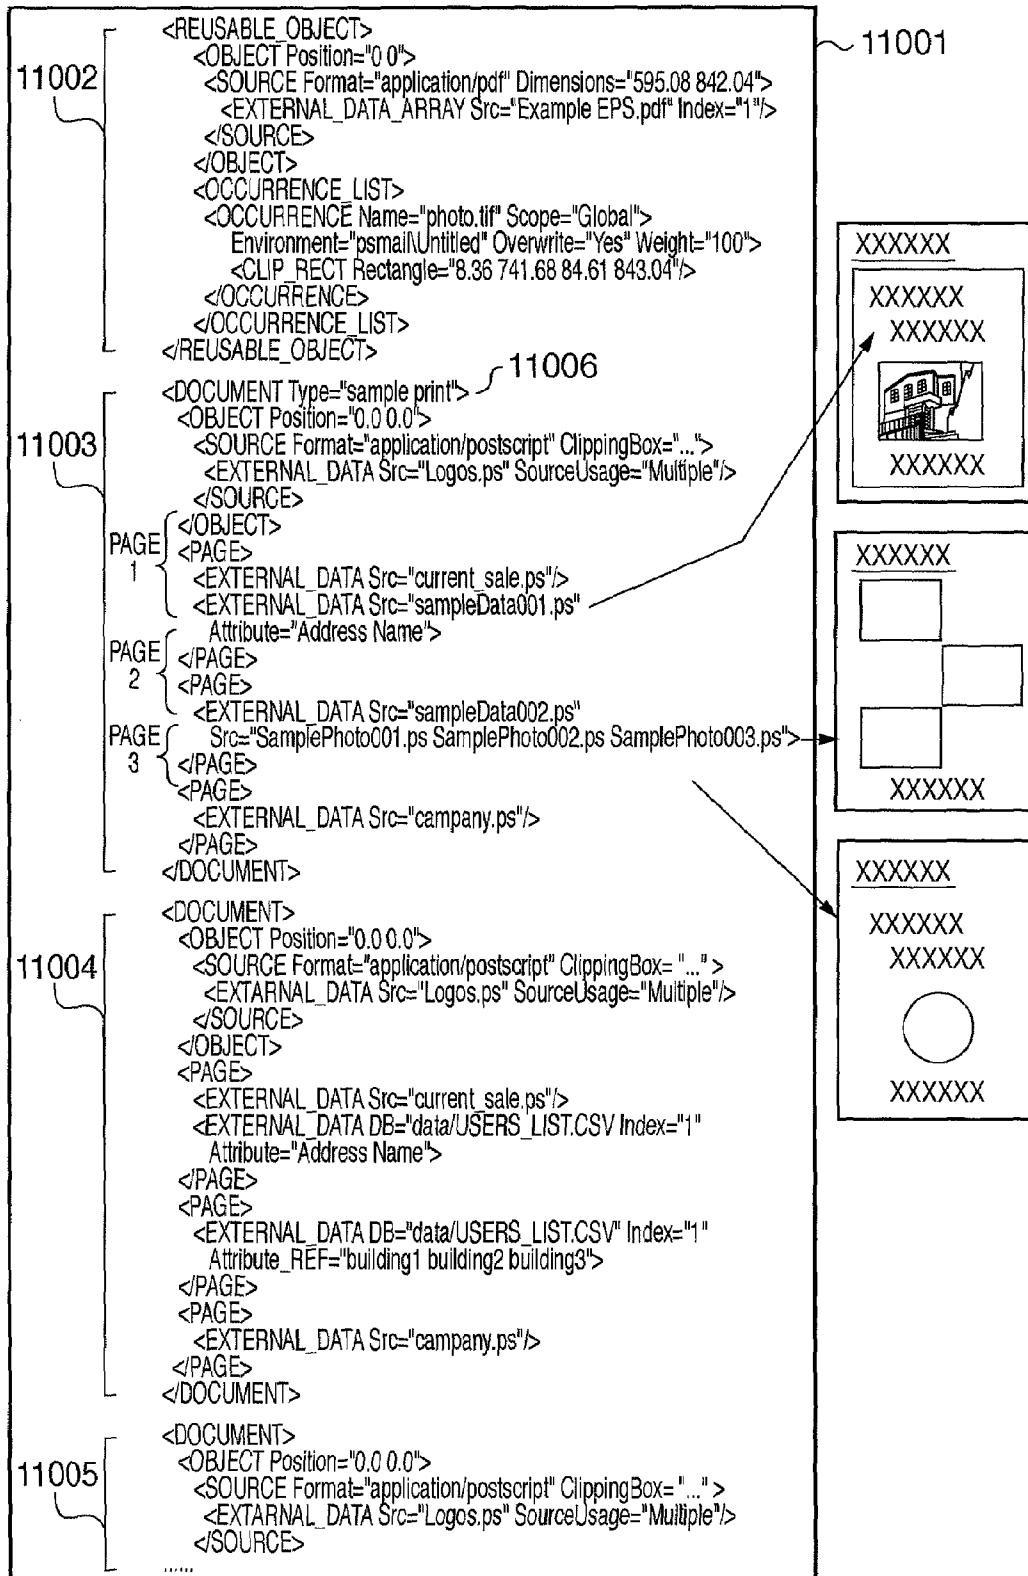 11001
11002
<REUSABLE_OBJECT>
<OBJECT Position="0 0">
<SOURCE Format="application/pdf" Dimensions="595.08 842.04">
<EXTERNAL_DATA_ARRAY Src="Example EPS.pdf" Index="1"/>
</SOURCE>
</OBJECT>
<OCCURRENCE_LIST>
<OCCURRENCE Name="photo.tif" Scope="Global">
Environment="psmail\Untitled" Overwrite="Yes" Weight="100">
<CLIP_RECT Rectangle="8.36 741.68 84.61 843.04"/>
</OCCURRENCE>
</OCCURRENCE_LIST>
</REUSABLE_OBJECT>
11006
11003
<DOCUMENT Type="sample print">
<OBJECT Position="0.0 0.0">
<SOURCE Format="application/postscript" ClippingBox="...">
<EXTERNAL_DATA Src="Logos.ps" SourceUsage="Multiple"/>
</SOURCE>
</OBJECT>
PAGE
1
<PAGE>
<EXTERNAL_DATA Src="current_sale.ps"/>
<EXTERNAL_DATA Src="sampleData001.ps"
Attribute="Address Name">
PAGE
2
</PAGE>
<PAGE>
<EXTERNAL_DATA Src="sampleData002.ps"
PAGE
3
Src="SamplePhoto001.ps SamplePhoto002.ps SamplePhoto003.ps">
</PAGE>
<PAGE>
<EXTERNAL_DATA Src="campany.ps"/>
</PAGE>
</DOCUMENT>
11004
<DOCUMENT>
<OBJECT Position="0.0 0.0">
<SOURCE Format="application/postscript" ClippingBox= "..." >
<EXTARNAL_DATA Src="Logos.ps" SourceUsage="Multiple"/>
</SOURCE>
</OBJECT>
<PAGE>
<EXTERNAL_DATA Src="current_sale.ps"/>
<EXTERNAL_DATA DB="data/USERS_LIST.CSV Index="1"
Attribute="Address Name">
</PAGE>
<PAGE>
<EXTERNAL_DATA DB="data/USERS_LIST.CSV" Index="1"
Attribute_REF="building1 building2 building3">
</PAGE>
<PAGE>
<EXTERNAL_DATA Src="campany.ps"/>
</PAGE>
</DOCUMENT>
11005
<DOCUMENT>
<OBJECT Position="0.0 0.0">
<SOURCE Format="application/postscript" ClippingBox= "..." >
<EXTARNAL_DATA Src="Logos.ps" SourceUsage="Multiple"/>
</SOURCE>
......
XXXXXX
XXXXXX
XXXXXX
XXXXXX
XXXXXX
XXXXXX
XXXXXX
XXXXXX
XXXXXX
XXXXXX